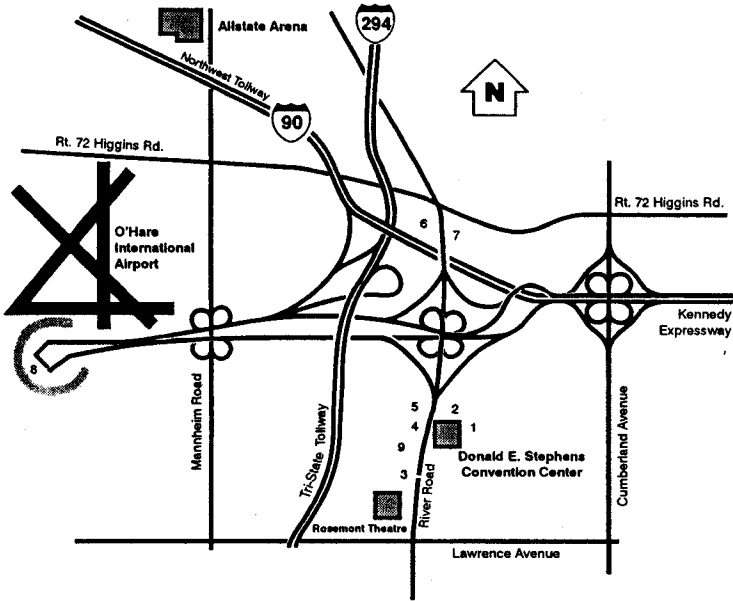 Allstate Arena
294
Northwest Tollway
N
90
Rt. 72 Higgins Rd.
Rt. 72 Higgins Rd.
6
7
O'Hare
International
Airport
Kennedy
Expressway
8
Mannheim Road
Tri-State Tollway
5
2
4
1
9
3
Donald E. Stephens
Convention Center
River Road
Cumberland Avenue
Rosemont Theatre
Lawrence Avenue